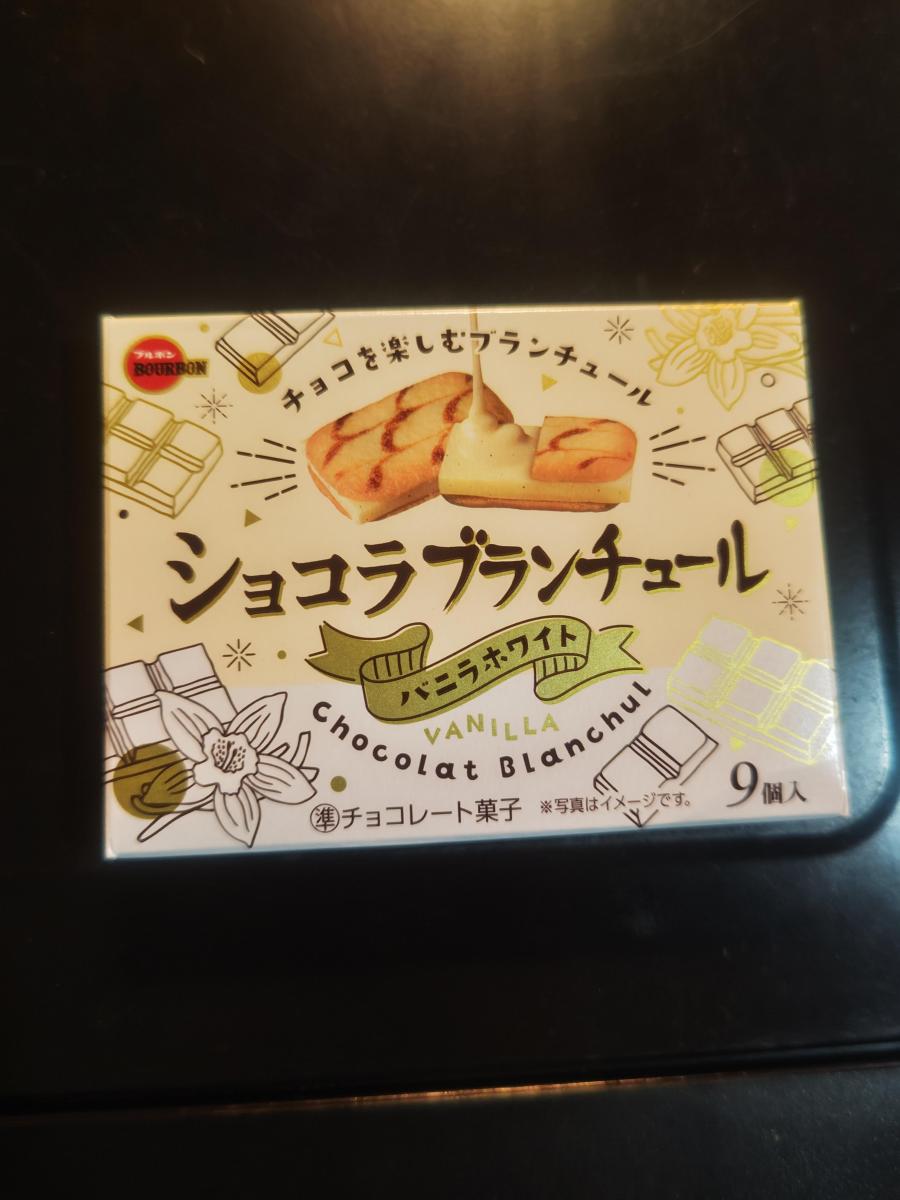 ブルボン
BOURBON
チョコを楽しむブランチュール
ショコラブランチュール
バニラホワイト
VANILLA
Chocolat Blanchul
㊜チョコレート菓子
※写真はイメージです。
9個入